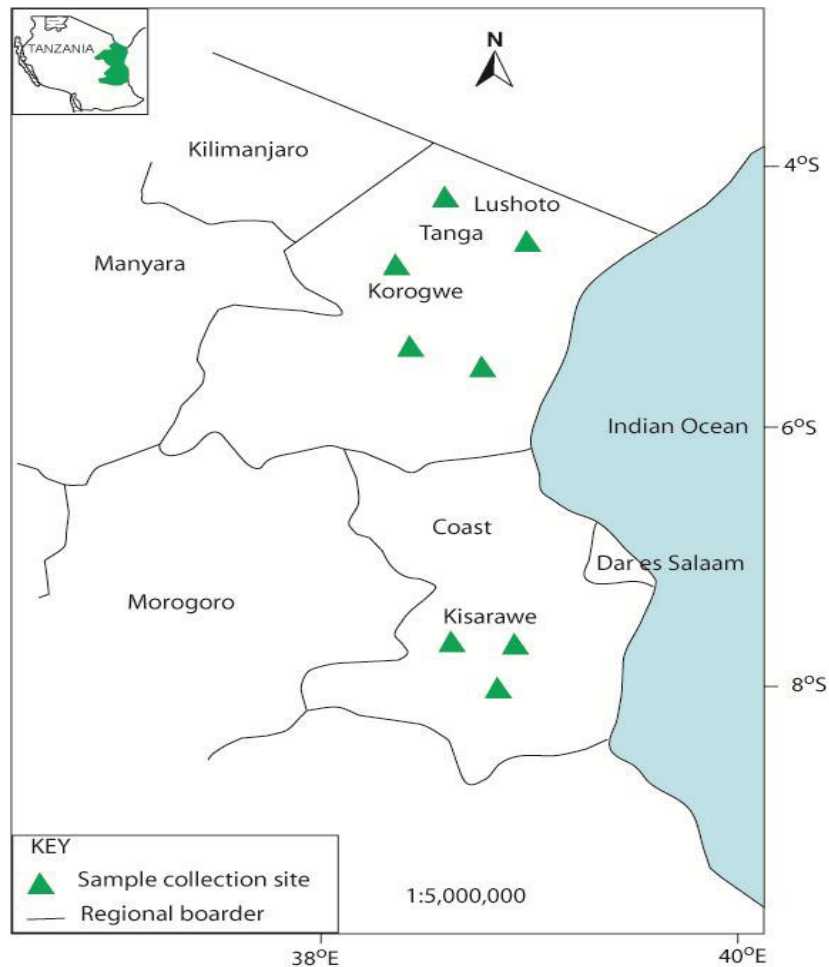 TANZANIA
N
Kilimanjaro
4°S
Lushoto
Tanga
Manyara
Korogwe
Indian Ocean
6°S
Coast
Dar es Salaam
Morogoro
Kisarawe
8°S
KEY
Sample collection site
1:5,000,000
Regional boarder
38°E
40°E